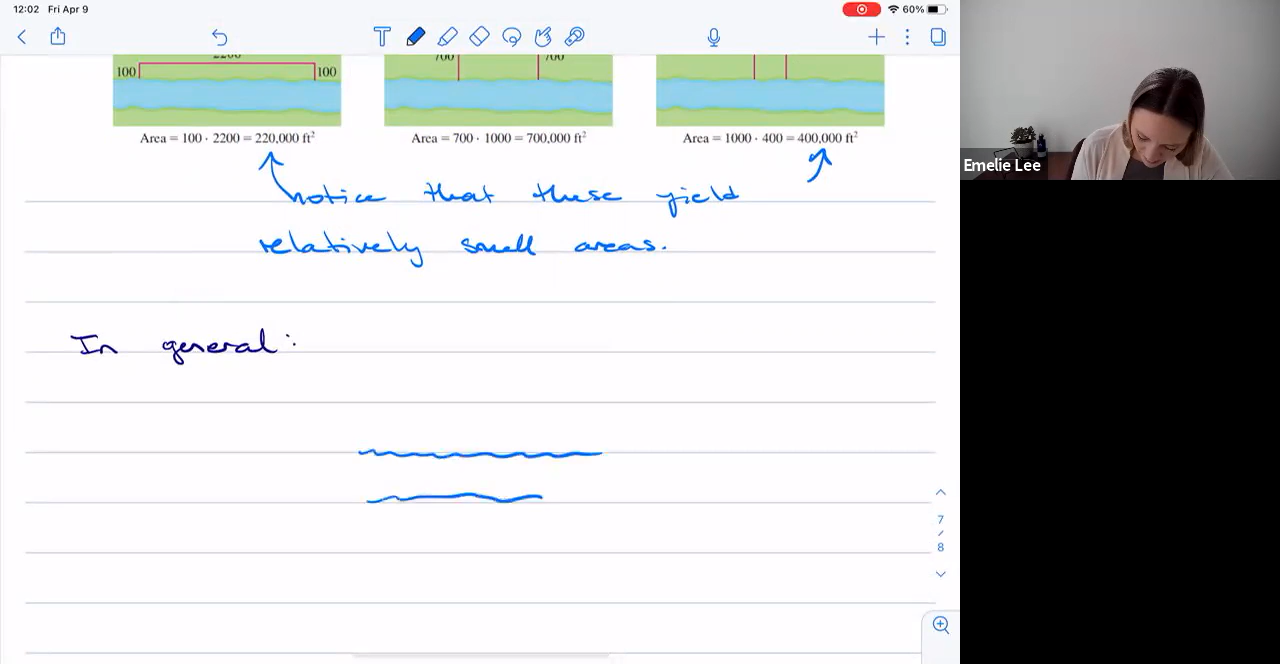 12:02 Fri Apr 9
60%
T
100 100
700 700
Area = 100 · 2200 = 220,000 ft²
Area = 700 · 1000 = 700,000 ft²
Area = 1000 · 400 = 400,000 ft²
notice that these yield
relatively small areas.
In general:
7
/
8
Emelie Lee